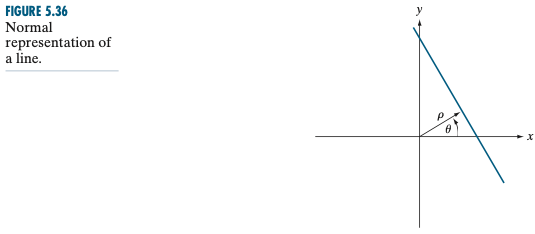 FIGURE 5.36
Normal
representation of
a line.
y
ρ
θ
x